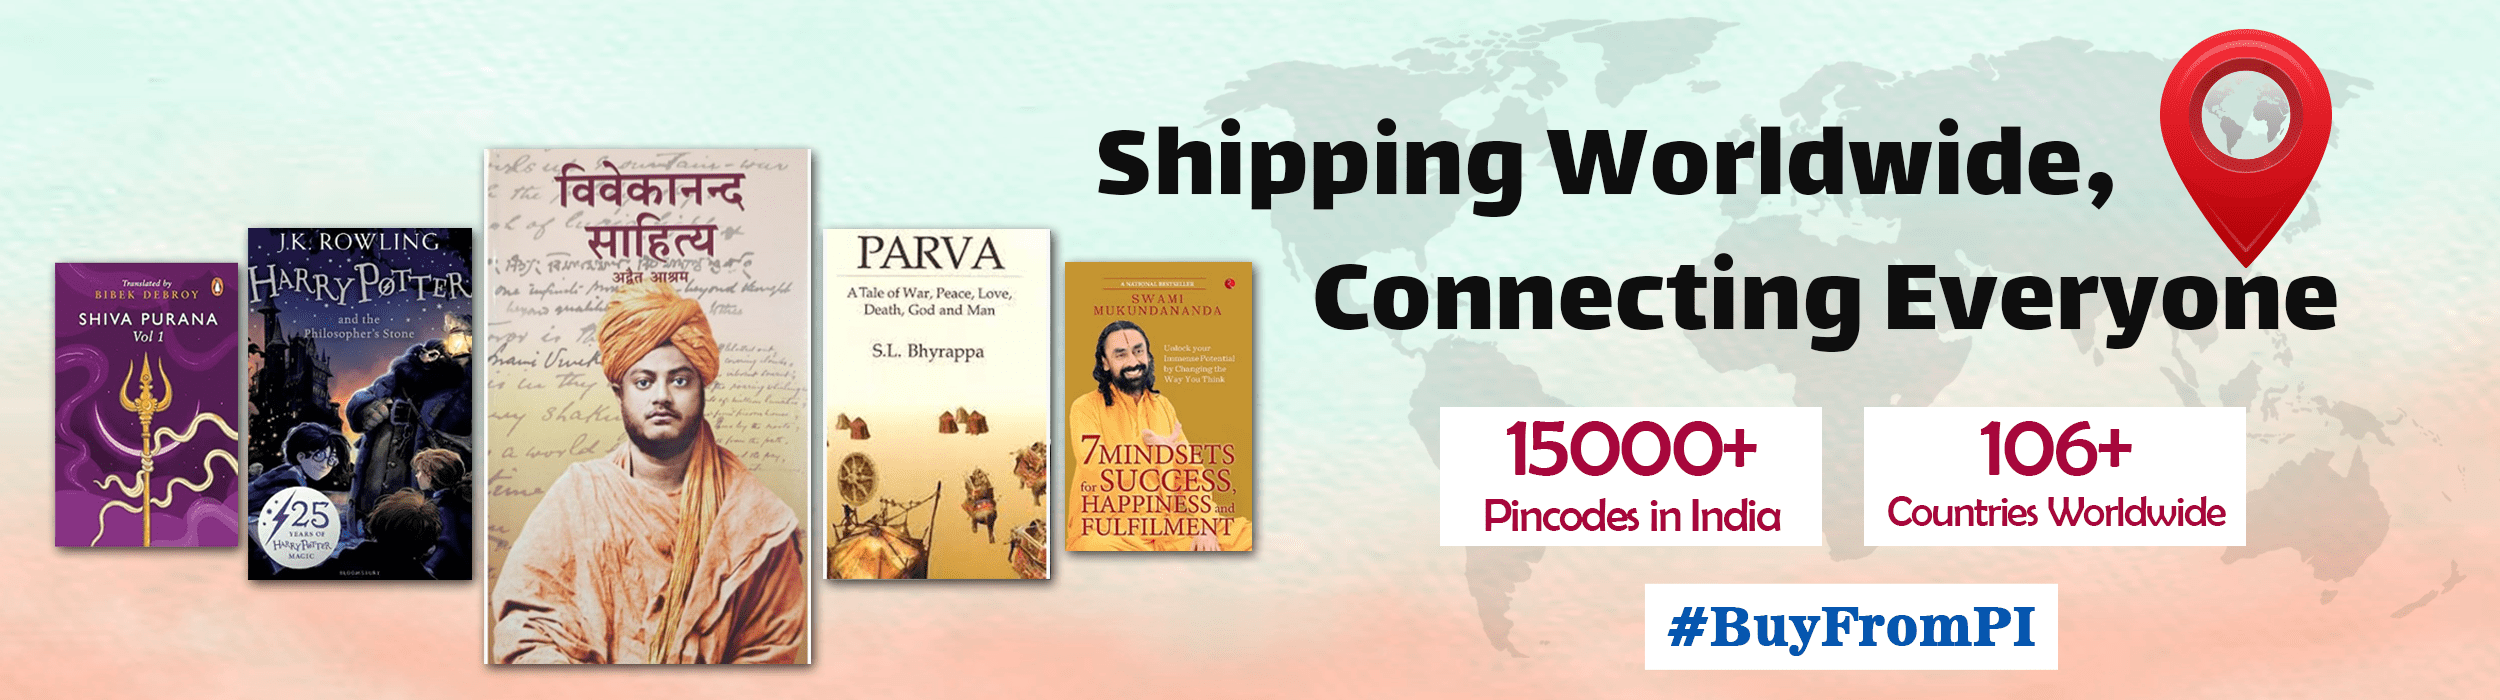 Translated by
BIBEK DEBROY
SHIVA PURANA
Vol 1
J.K. ROWLING
HARRY POTTER
and the
Philosopher's Stone
25
YEARS OF
HARRY POTTER
MAGIC
BLOOMSBURY
विवेकानन्द
साहित्य
अद्वैत आश्रम
PARVA
A Tale of War, Peace, Love,
Death, God and Man
S.L. Bhyrappa
A NATIONAL BESTSELLER
SWAMI
MUKUNDANANDA
Unlock your
Immense Potential
by Changing the
Way You Think
7 MINDSETS
for SUCCESS,
HAPPINESS and
FULFILMENT
Shipping Worldwide,
Connecting Everyone
15000+
Pincodes in India
106+
Countries Worldwide
#BuyFromPI